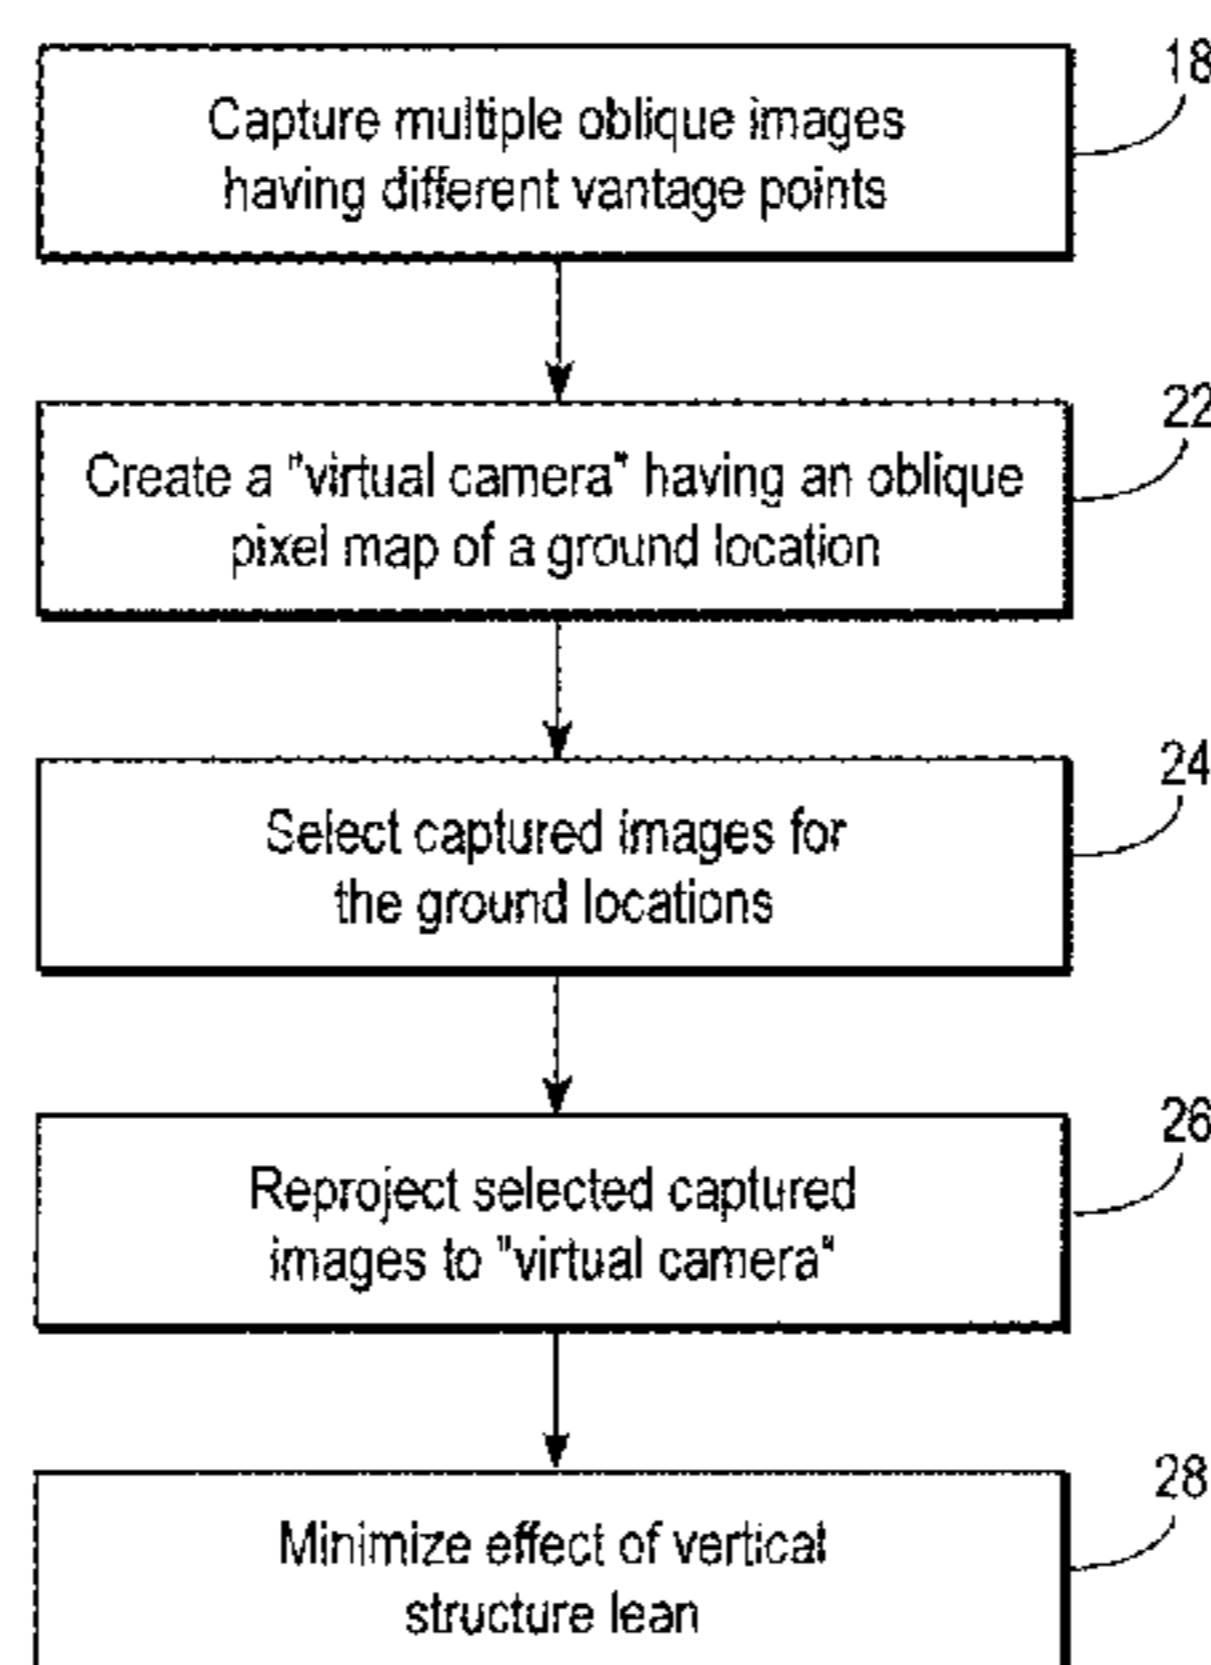 18
Capture multiple oblique images
having different vantage points
22
Create a "virtual camera" having an oblique
pixel map of a ground location
24
Select captured images for
the ground locations
26
Reproject selected captured
images to "virtual camera"
28
Minimize effect of vertical
structure lean